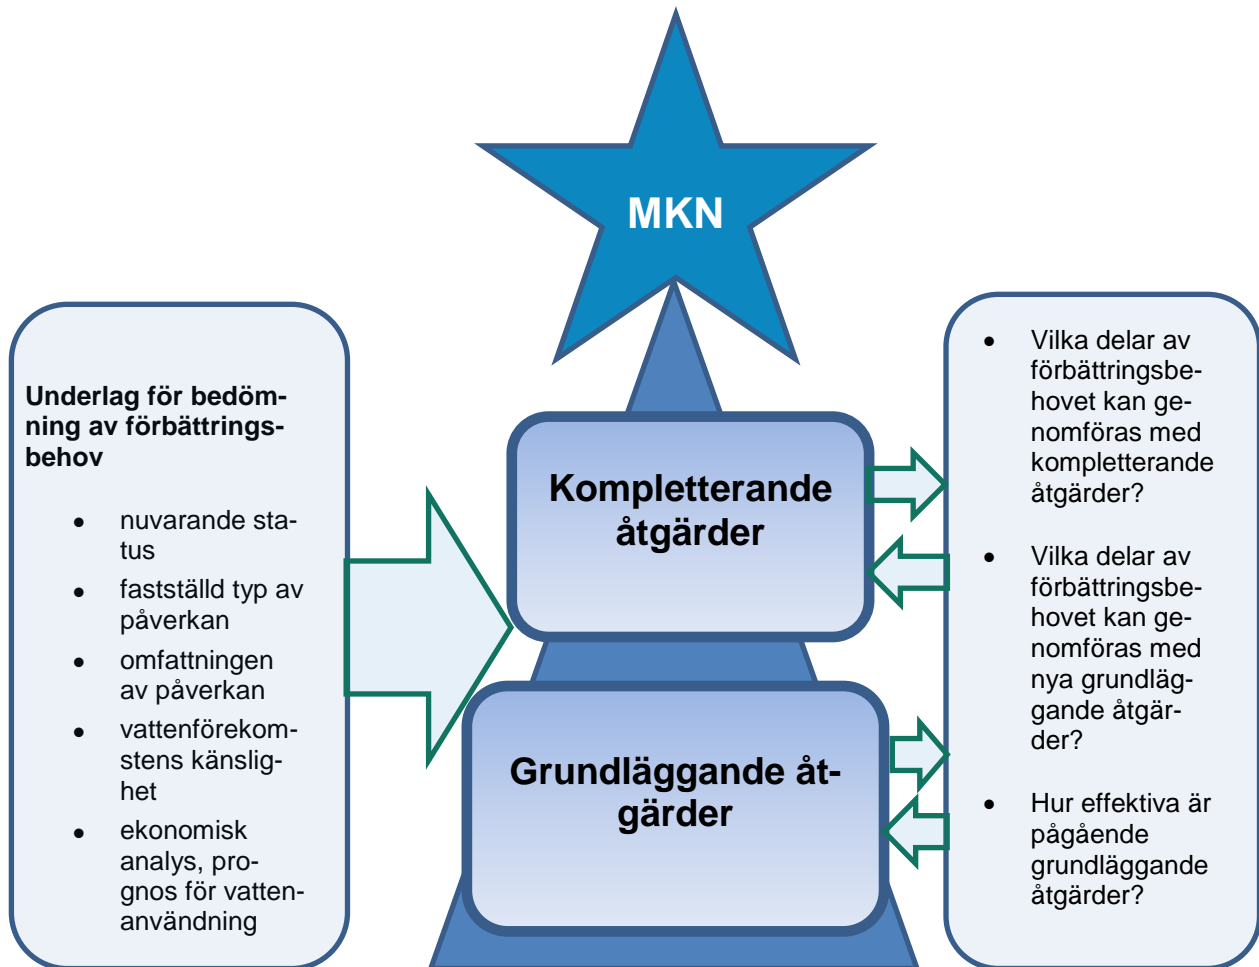 MKN
Underlag för bedöm-
ning av förbättrings-
behov
• nuvarande sta-
tus
• fastställd typ av
påverkan
• omfattningen
av påverkan
• vattenförekom-
stens känslig-
het
• ekonomisk
analys, pro-
gnos för vatten-
användning
Kompletterande
åtgärder
Grundläggande åt-
gärder
• Vilka delar av
förbättringsbe-
hovet kan ge-
nomföras med
kompletterande
åtgärder?
• Vilka delar av
förbättringsbe-
hovet kan ge-
nomföras med
nya grundläg-
gande åtgär-
der?
• Hur effektiva är
pågående
grundläggande
åtgärder?